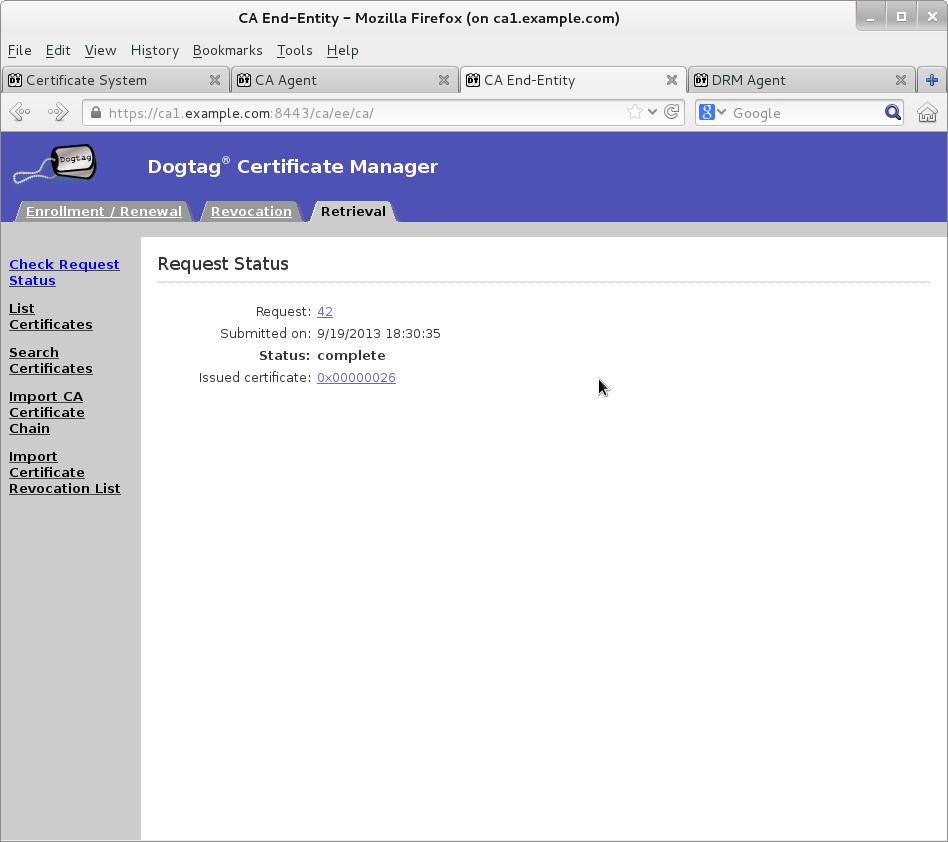 CA End-Entity – Mozilla Firefox (on ca1.example.com)
File Edit View History Bookmarks Tools Help
Certificate System CA Agent CA End-Entity DRM Agent
https://ca1.example.com:8443/ca/ee/ca/ 8 Google
Dogtag
Dogtag® Certificate Manager
Enrollment / Renewal Revocation Retrieval
Check Request
Status
List
Certificates
Search
Certificates
Import CA
Certificate
Chain
Import
Certificate
Revocation List
Request Status
Request: 42
Submitted on: 9/19/2013 18:30:35
Status: complete
Issued certificate: 0x00000026